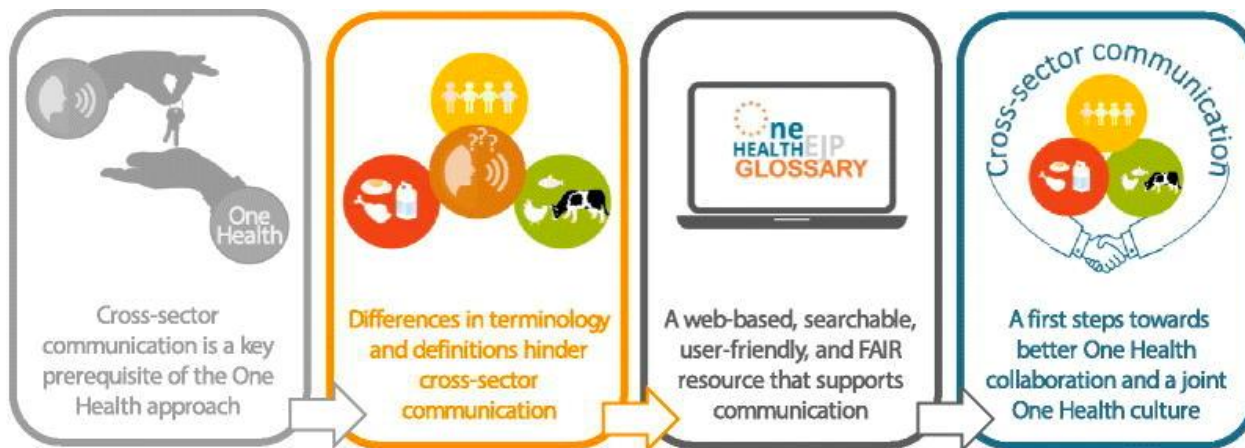 One
Health
Cross-sector
communication is a key
prerequisite of the One
Health approach
???
Differences in terminology
and definitions hinder
cross-sector
communication
One
HEALTH EJP
GLOSSARY
A web-based, searchable,
user-friendly, and FAIR
resource that supports
communication
Cross-sector communication
A first steps towards
better One Health
collaboration and a joint
One Health culture